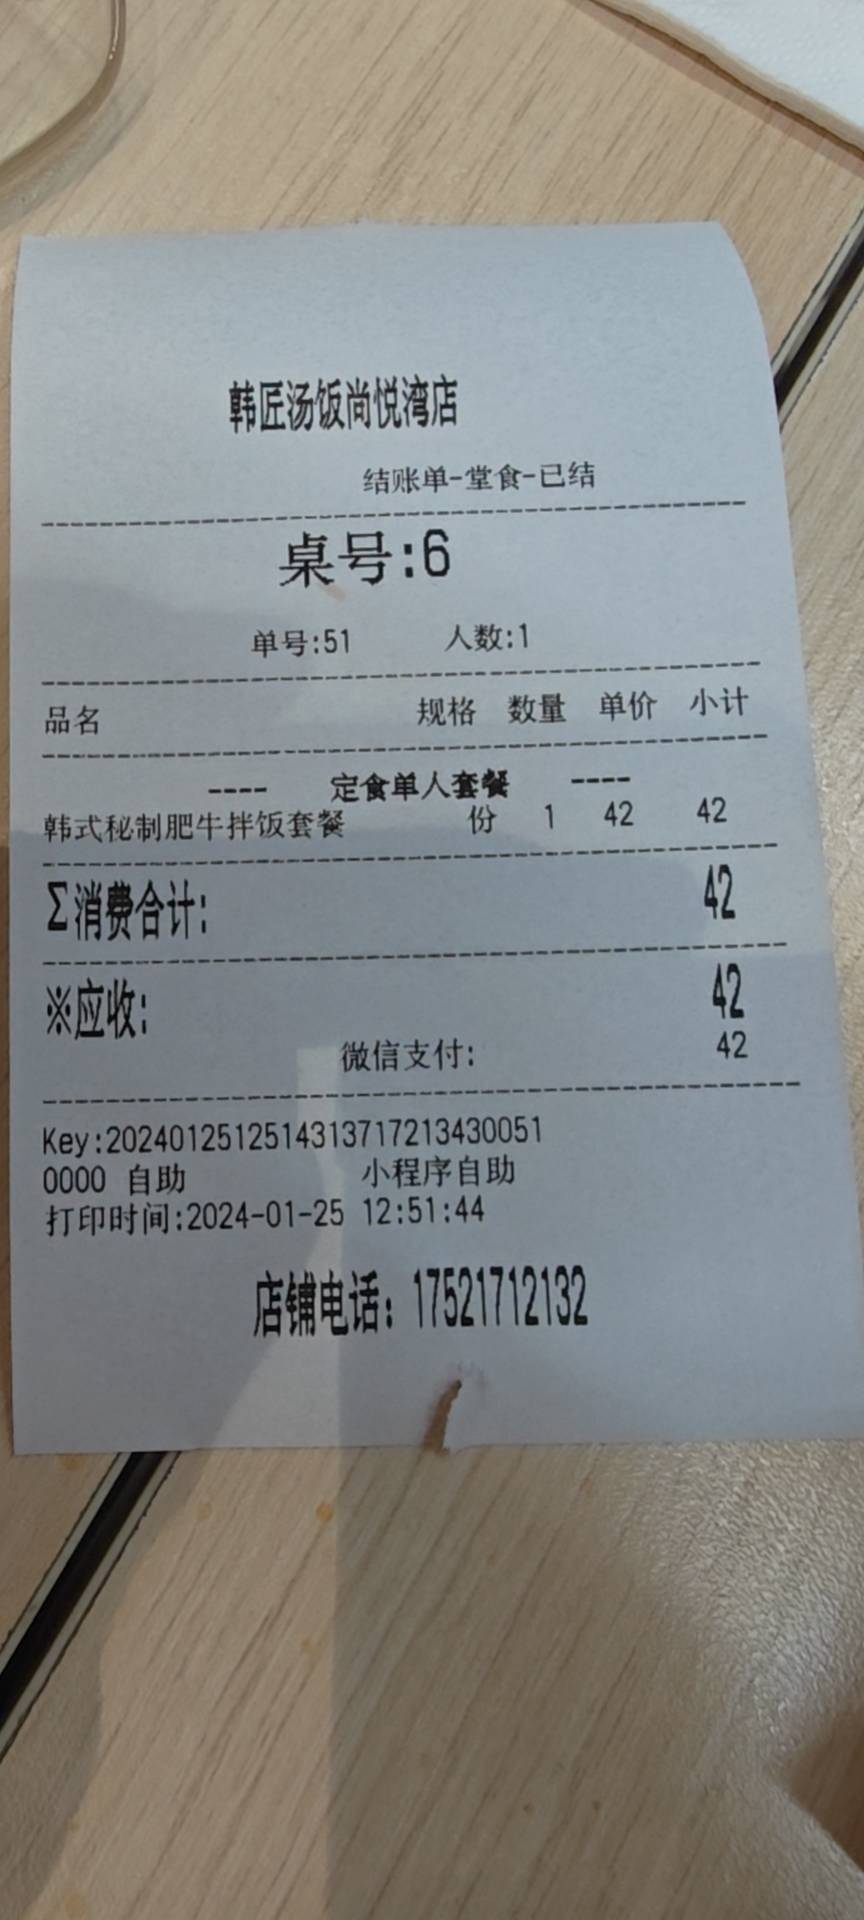 韩匠汤饭尚悦湾店
结账单-堂食-已结
桌号:6
单号:51 人数:1
品名 规格 数量 单价 小计
---- 定食单人套餐 ----
韩式秘制肥牛拌饭套餐 份 1 42 42
Σ消费合计: 42
※应收: 42
微信支付: 42
Key:20240125125143137172134300​51
0000 自助 小程序自助
打印时间:2024-01-25 12:51:44
店铺电话：17521712132